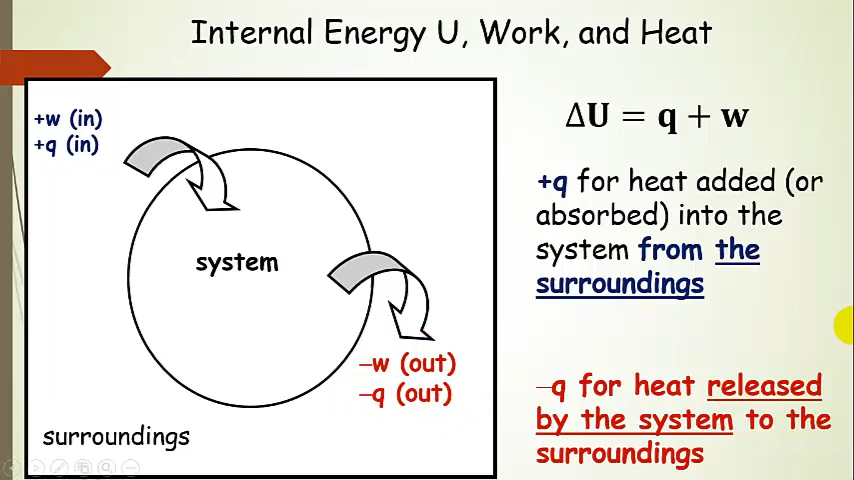 Internal Energy U, Work, and Heat
+w (in)
+q (in)
system
–w (out)
–q (out)
surroundings
ΔU = q + w
+q for heat added (or
absorbed) into the
system from the
surroundings
–q for heat released
by the system to the
surroundings